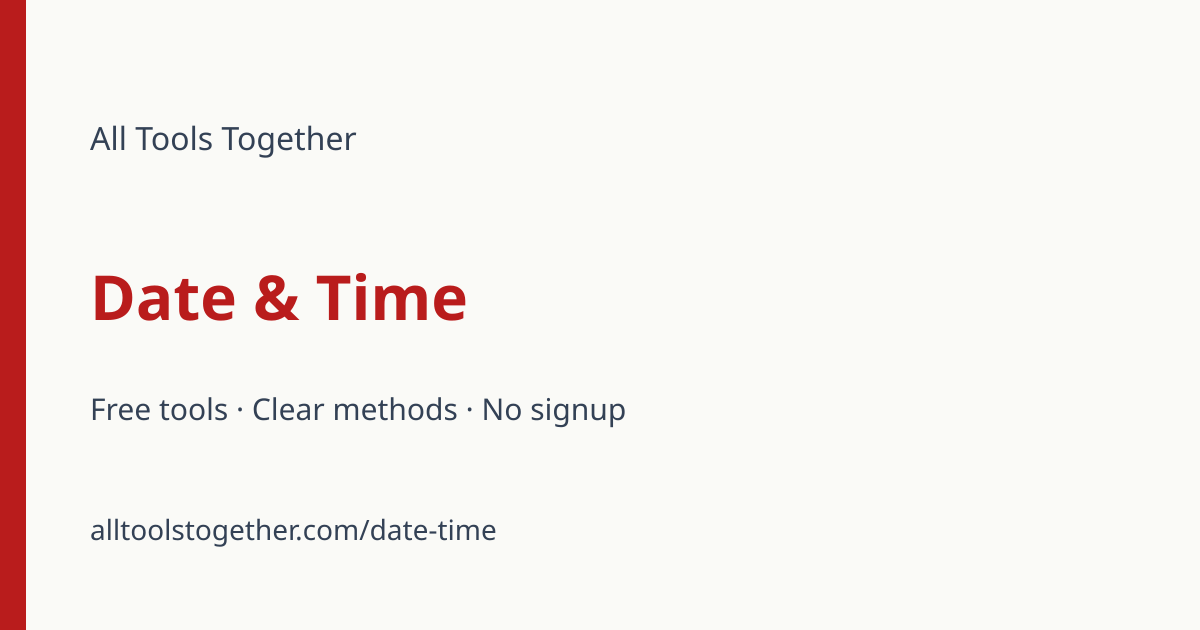 All Tools Together
Date & Time
Free tools · Clear methods · No signup
alltoolstogether.com/date-time